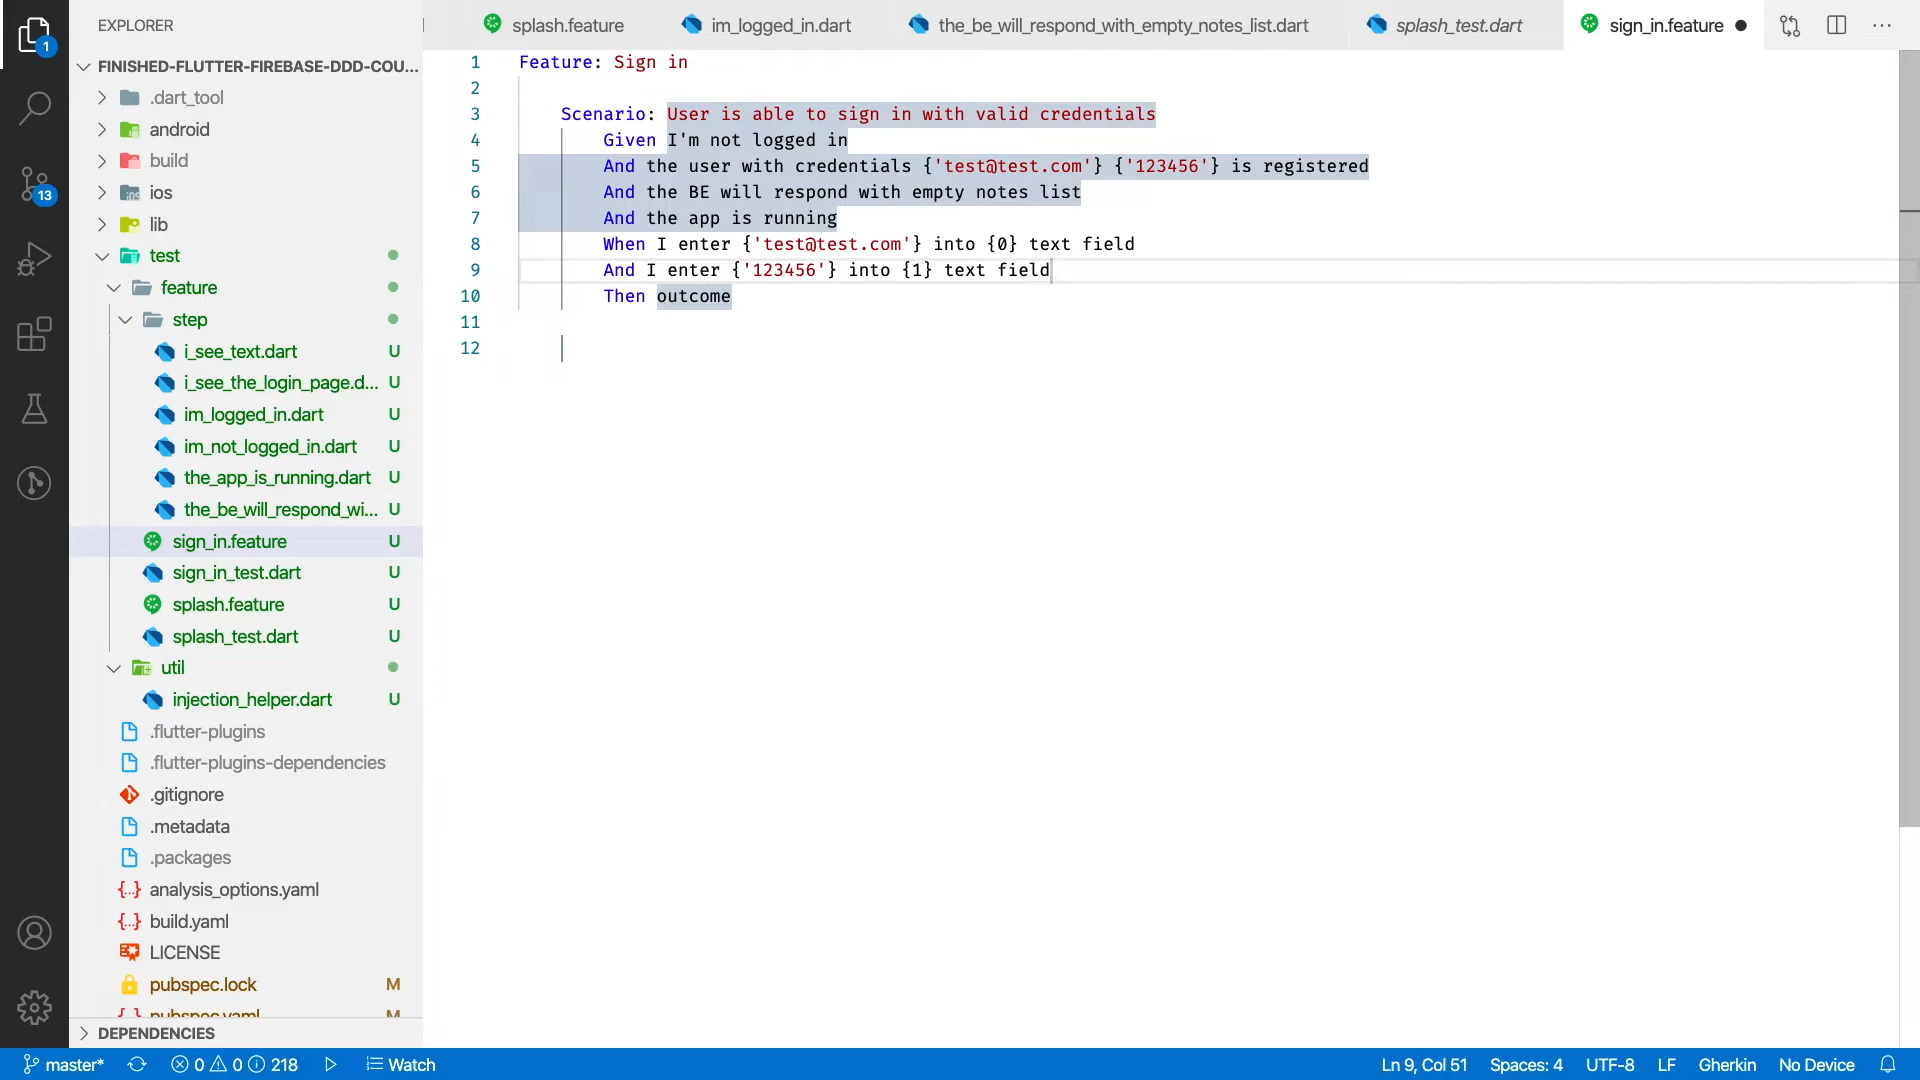 EXPLORER
splash.feature
im_logged_in.dart
the_be_will_respond_with_empty_notes_list.dart
splash_test.dart
sign_in.feature
1
13
FINISHED-FLUTTER-FIREBASE-DDD-COU...
.dart_tool
android
build
ios
lib
test
feature
step
i_see_text.dart U
i_see_the_login_page.d... U
im_logged_in.dart U
im_not_logged_in.dart U
the_app_is_running.dart U
the_be_will_respond_wi... U
sign_in.feature U
sign_in_test.dart U
splash.feature U
splash_test.dart U
util
injection_helper.dart U
.flutter-plugins
.flutter-plugins-dependencies
.gitignore
.metadata
.packages
analysis_options.yaml
build.yaml
LICENSE
pubspec.lock M
pubspec.yaml M
DEPENDENCIES
1 Feature: Sign in
2
3 Scenario: User is able to sign in with valid credentials
4 Given I'm not logged in
5 And the user with credentials {'test@test.com'} {'123456'} is registered
6 And the BE will respond with empty notes list
7 And the app is running
8 When I enter {'test@test.com'} into {0} text field
9 And I enter {'123456'} into {1} text field
10 Then outcome
11
12
master* 0 0 218 Watch
Ln 9, Col 51 Spaces: 4 UTF-8 LF Gherkin No Device